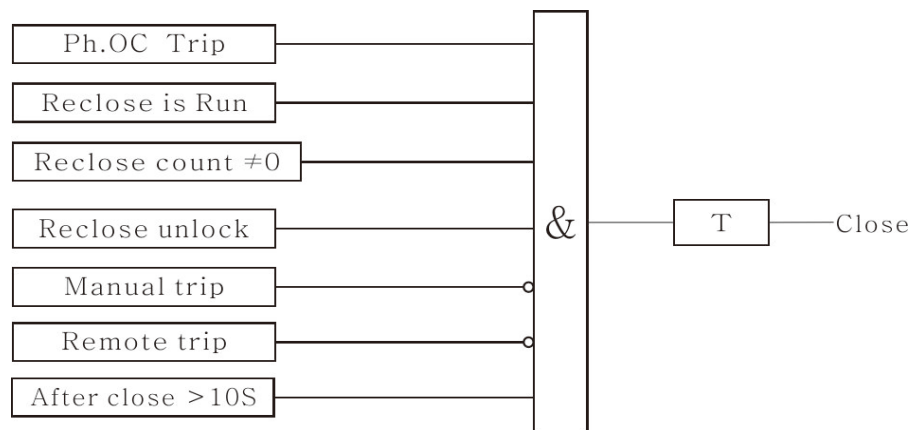 Ph.OC Trip
Reclose is Run
Reclose count ≠0
Reclose unlock
Manual trip
Remote trip
After close >10S
&
T
Close